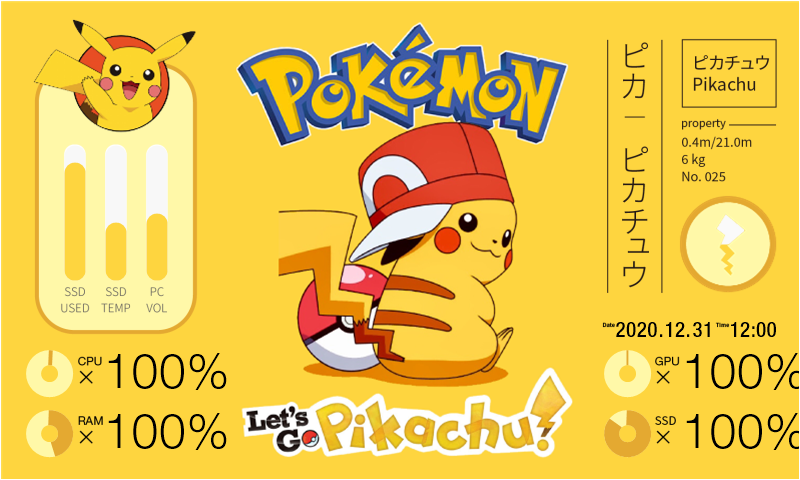 SSD
USED
SSD
TEMP
PC
VOL
CPU
× 100%
RAM
× 100%
POKéMON
Let's
Go Pikachu!
ピカ — ピカチュウ
ピカチュウ
Pikachu
property
0.4m/21.0m
6 kg
No. 025
Date 2020.12.31 Time 12:00
GPU
× 100%
SSD
× 100%